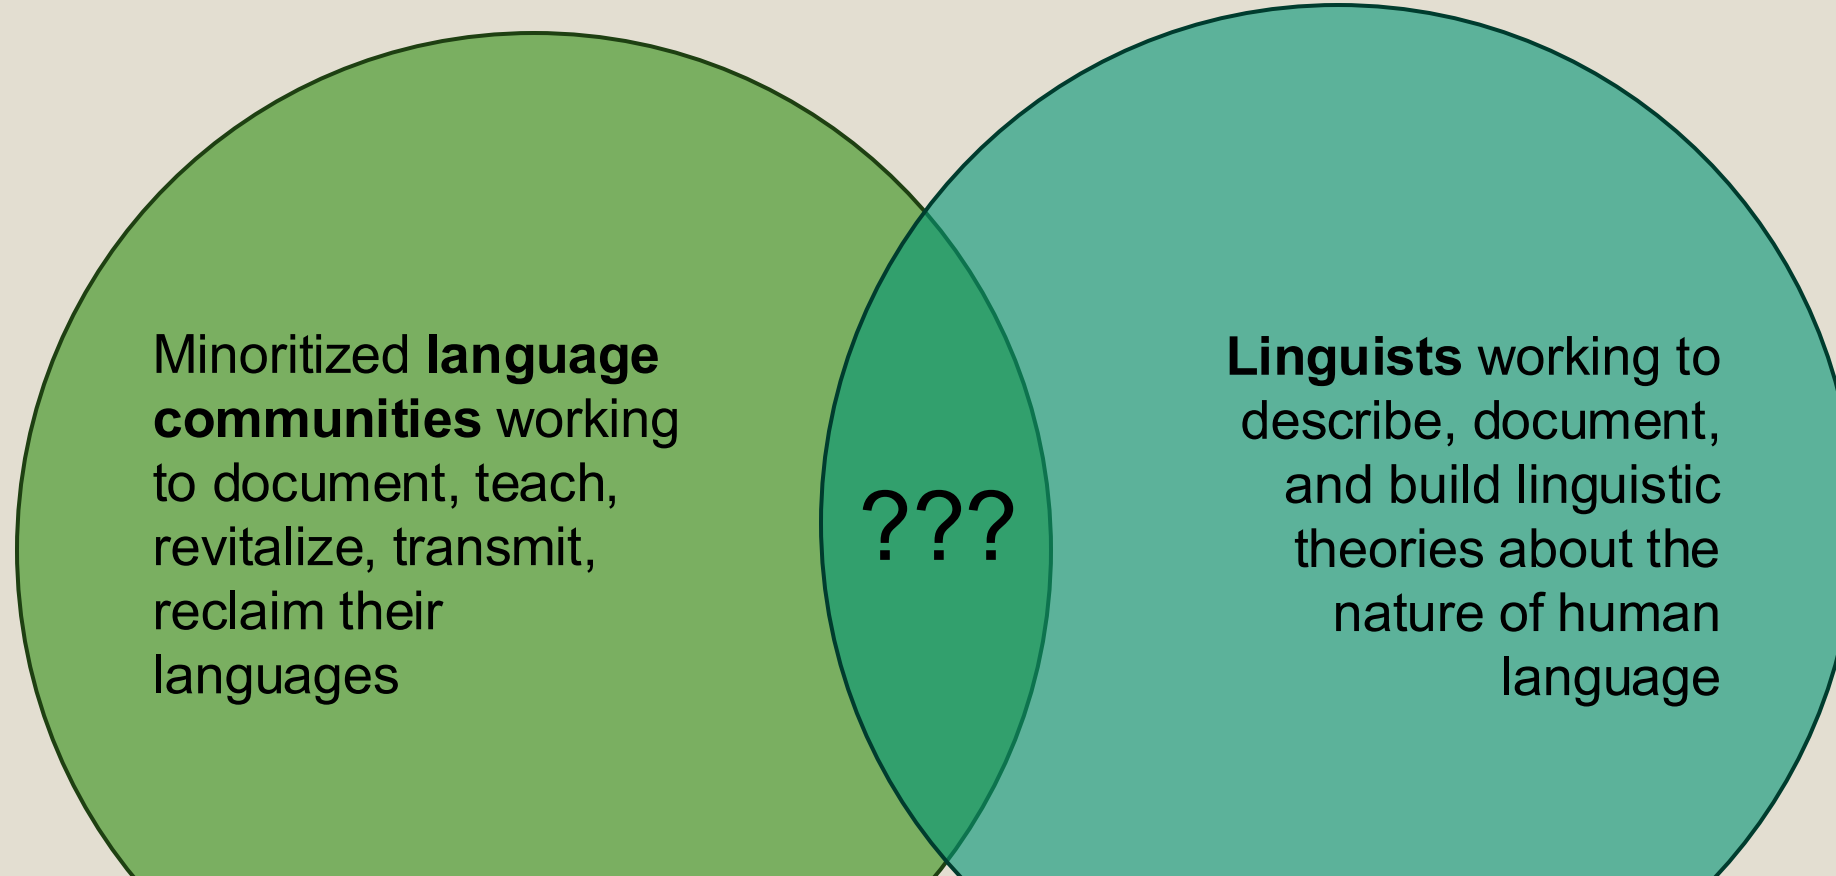 Minoritized language
communities working
to document, teach,
revitalize, transmit,
reclaim their
languages
???
Linguists working to
describe, document,
and build linguistic
theories about the
nature of human
language